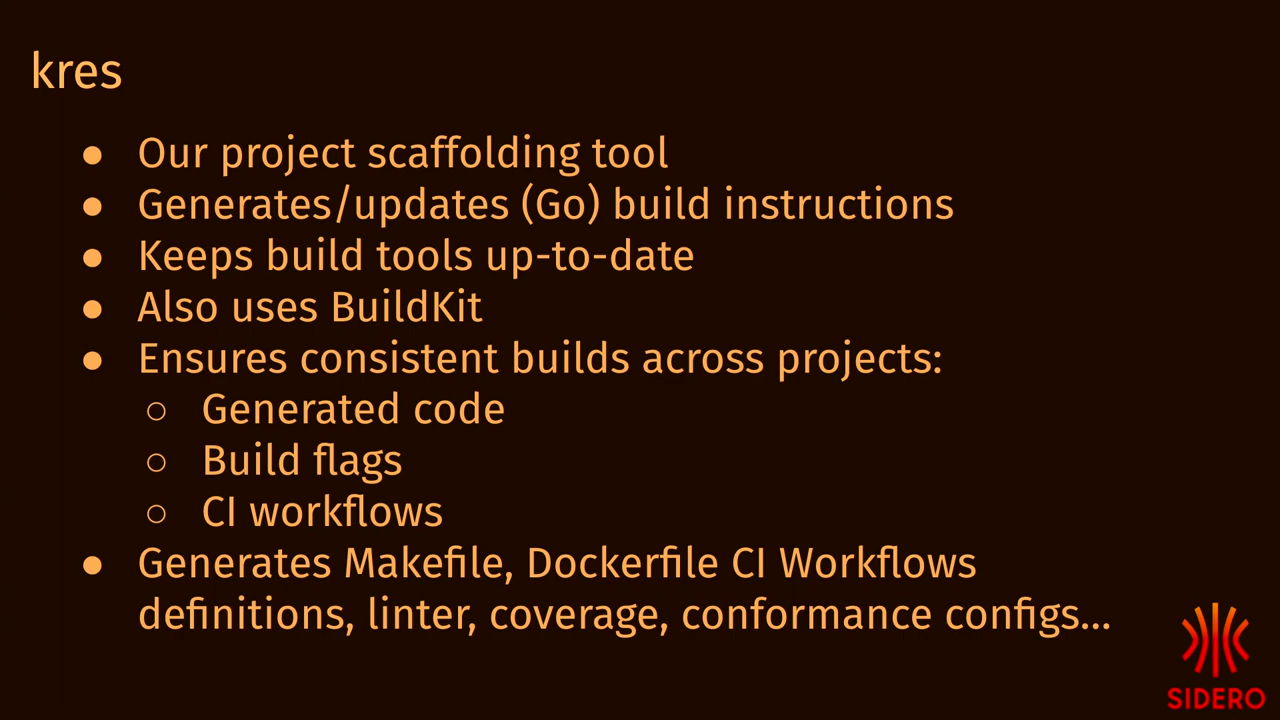 kres
● Our project scaffolding tool
● Generates/updates (Go) build instructions
● Keeps build tools up-to-date
● Also uses BuildKit
● Ensures consistent builds across projects:
○ Generated code
○ Build flags
○ CI workflows
● Generates Makefile, Dockerfile CI Workflows
definitions, linter, coverage, conformance configs...
SIDERO